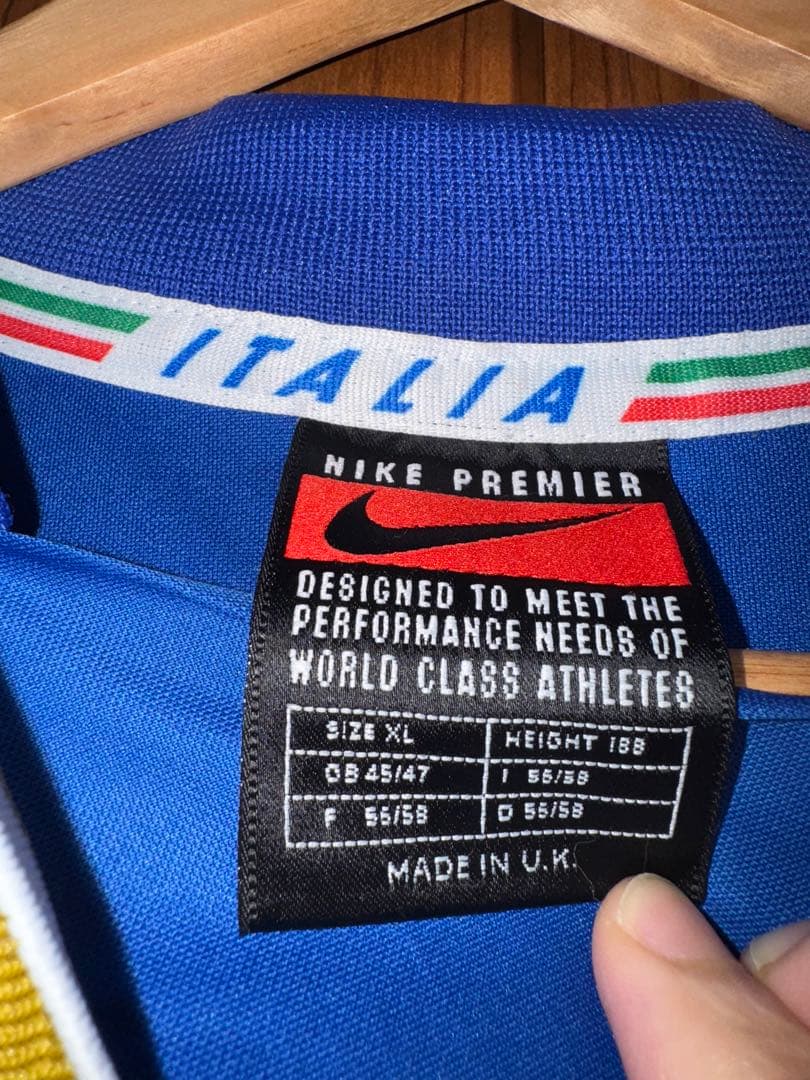 ITALIA
NIKE PREMIER
DESIGNED TO MEET THE
PERFORMANCE NEEDS OF
WORLD CLASS ATHLETES
SIZE XL HEIGHT 188
GB 45/47 I 56/58
F 56/58 D 56/58
MADE IN U.K.